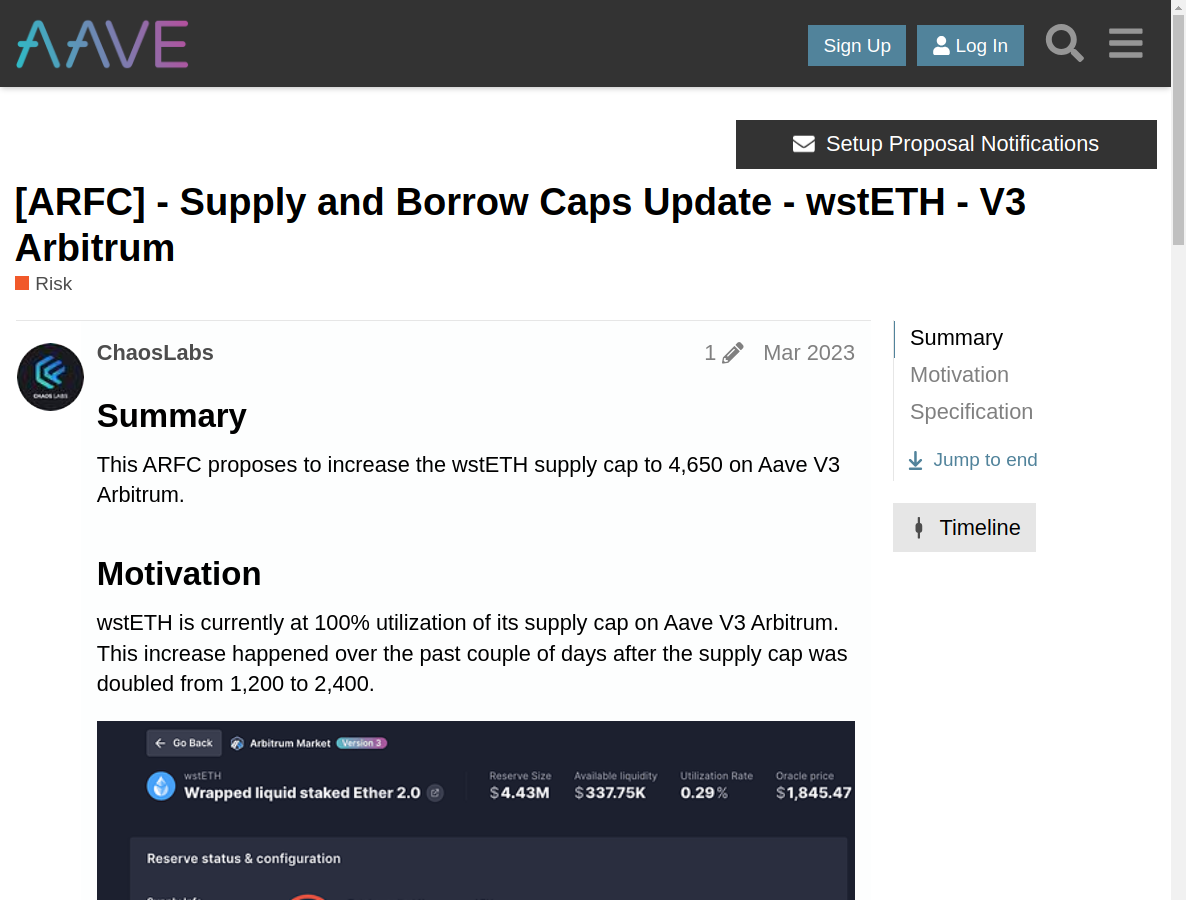 AAVE
Sign Up
Log In
Setup Proposal Notifications
[ARFC] - Supply and Borrow Caps Update - wstETH - V3
Arbitrum
Risk
ChaosLabs
1
Mar 2023
CHAOS LABS
Summary
This ARFC proposes to increase the wstETH supply cap to 4,650 on Aave V3
Arbitrum.
Motivation
wstETH is currently at 100% utilization of its supply cap on Aave V3 Arbitrum.
This increase happened over the past couple of days after the supply cap was
doubled from 1,200 to 2,400.
Go Back
Arbitrum Market
Version 3
wstETH
Wrapped liquid staked Ether 2.0
Reserve Size
$4.43M
Available liquidity
$337.75K
Utilization Rate
0.29%
Oracle price
$1,845.47
Reserve status & configuration
Summary
Motivation
Specification
Jump to end
Timeline